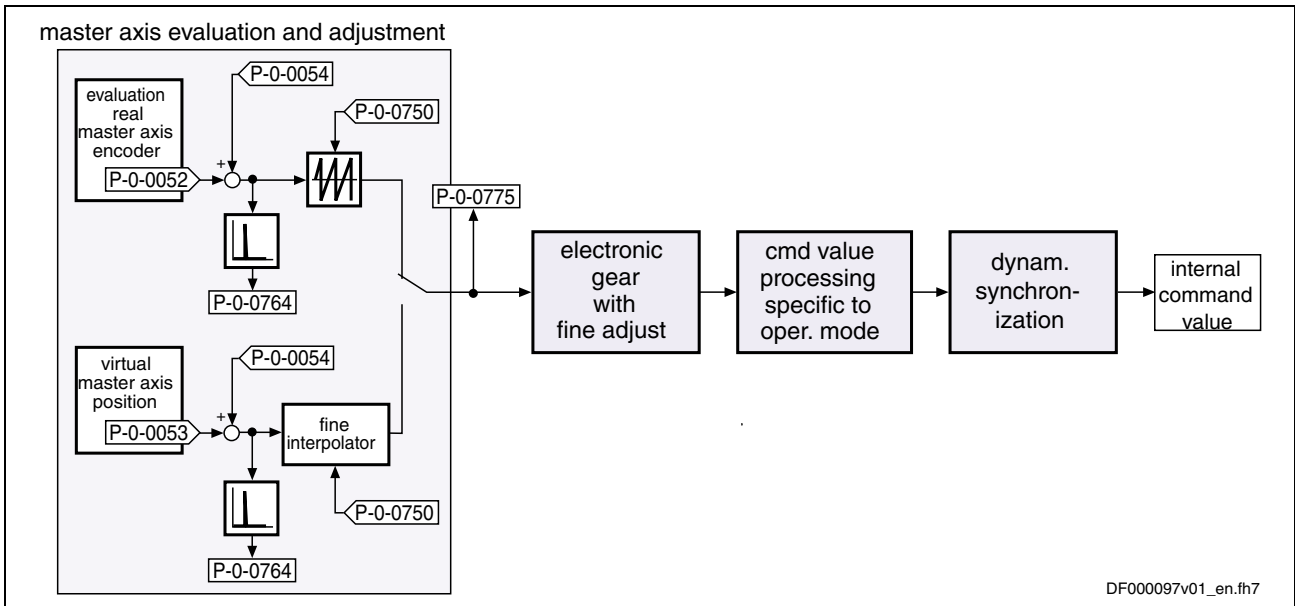 master axis evaluation and adjustment
P-0-0054
evaluation
real
master axis
encoder
P-0-0750
+
P-0-0052
P-0-0775
P-0-0764
electronic
gear
with
fine adjust
cmd value
processing
specific to
oper. mode
dynam.
synchron-
ization
internal
command
value
virtual
master axis
position
P-0-0054
+
P-0-0053
fine
interpolator
P-0-0750
P-0-0764
DF000097v01_en.fh7